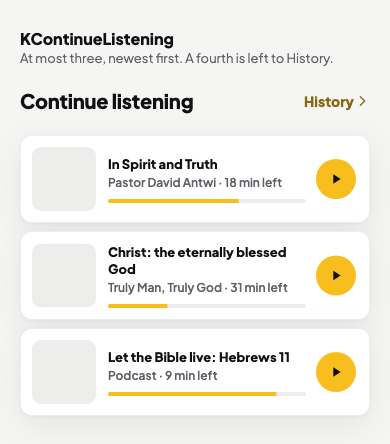 KContinueListening
At most three, newest first. A fourth is left to History.
Continue listening
History
In Spirit and Truth
Pastor David Antwi · 18 min left
Christ: the eternally blessed
God
Truly Man, Truly God · 31 min left
Let the Bible live: Hebrews 11
Podcast · 9 min left